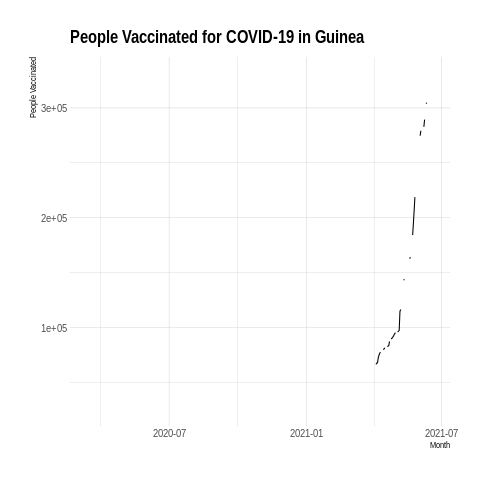 People Vaccinated for COVID-19 in Guinea
People Vaccinated
3e+05
2e+05
1e+05
2020-07
2021-01
2021-07
Month